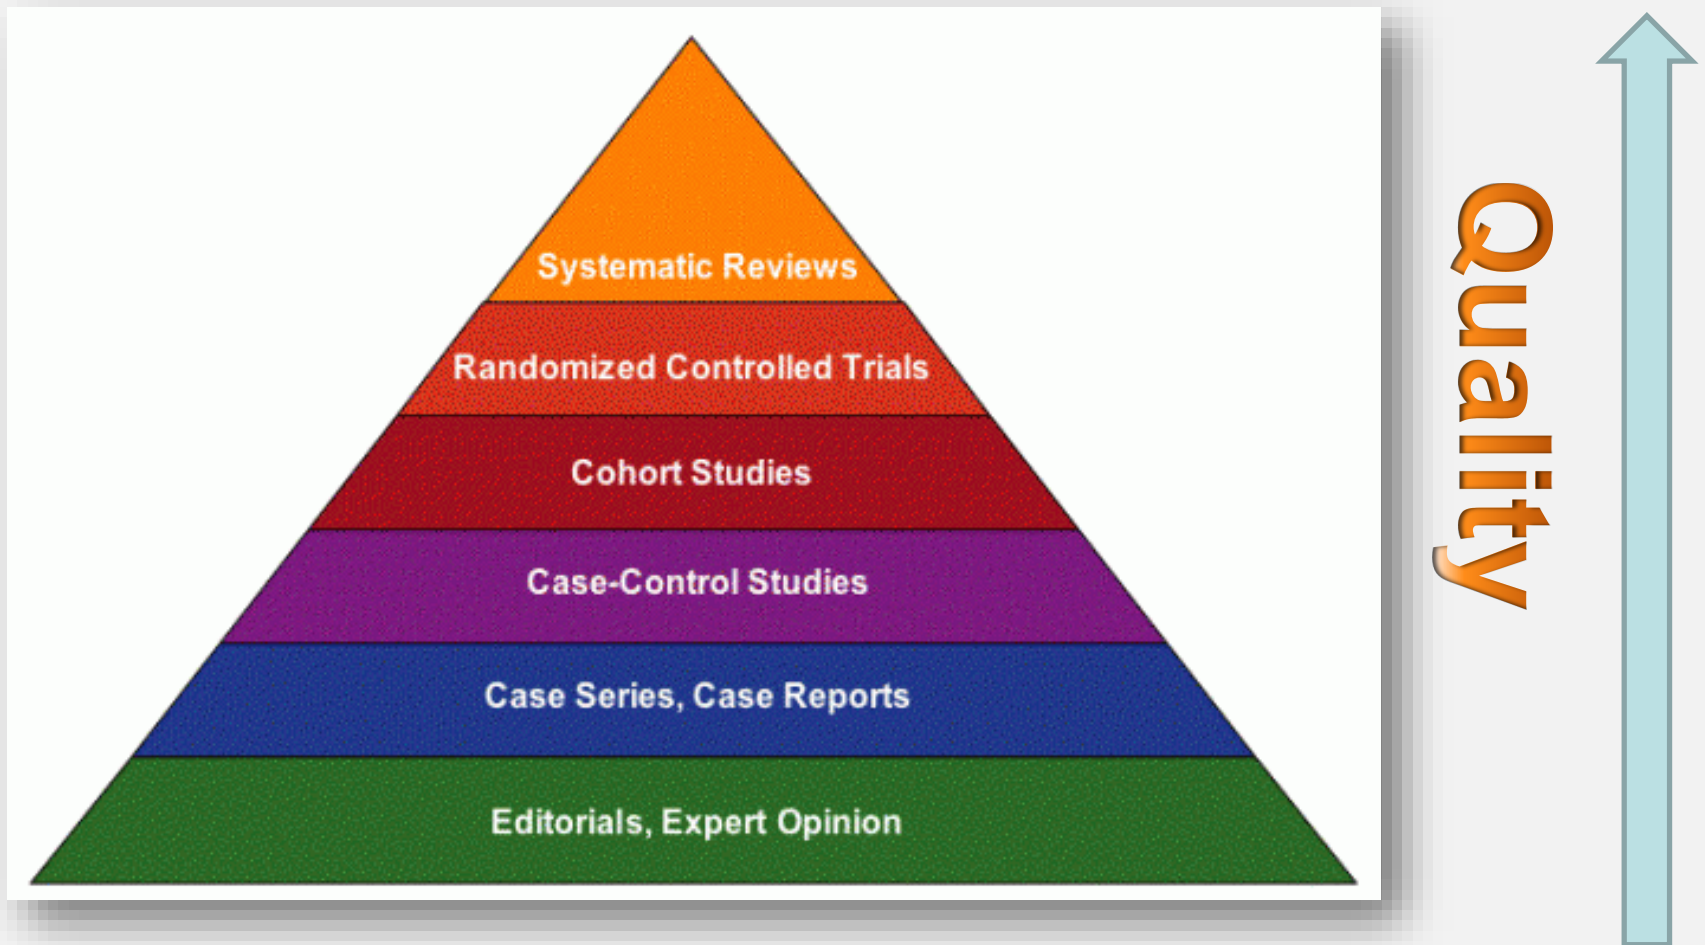 Systematic Reviews
Randomized Controlled Trials
Cohort Studies
Case-Control Studies
Case Series, Case Reports
Editorials, Expert Opinion
Quality